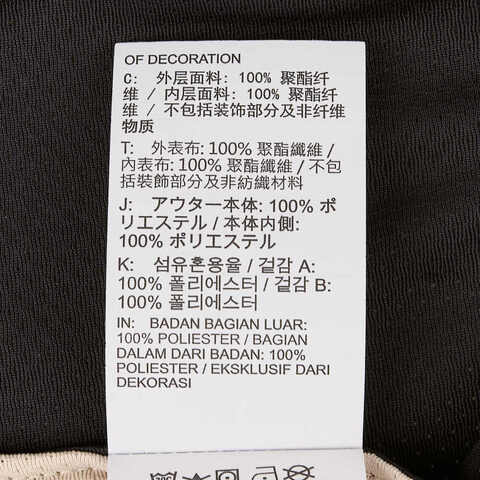 OF DECORATION
C: 外层面料: 100% 聚酯纤
维 / 内层面料: 100% 聚酯纤
维 / 不包括装饰部分及非纤维
物质
T: 外表布: 100% 聚酯纖維 /
內表布: 100% 聚酯纖維 / 不包
括裝飾部分及非紡織材料
J: アウター本体: 100% ポ
リエステル / 本体内側:
100% ポリエステル
K: 섬유혼용율 / 겉감 A:
100% 폴리에스터 / 겉감 B:
100% 폴리에스터
IN: BADAN BAGIAN LUAR:
100% POLIESTER / BAGIAN
DALAM DARI BADAN: 100%
POLIESTER / EKSKLUSIF DARI
DEKORASI